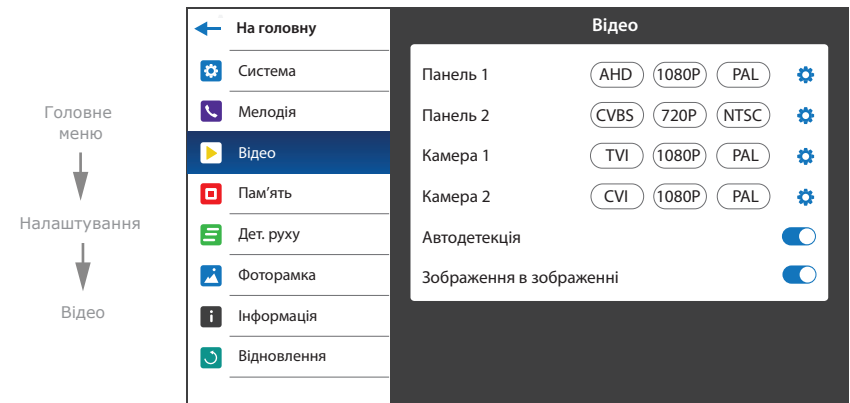 Головне
меню
Налаштування
Відео
На головну
Система
Мелодія
Відео
Пам’ять
Дет. руху
Фоторамка
Інформація
Відновлення
Відео
Панель 1 AHD 1080P PAL
Панель 2 CVBS 720P NTSC
Камера 1 TVI 1080P PAL
Камера 2 CVI 1080P PAL
Автодетекція
Зображення в зображенні